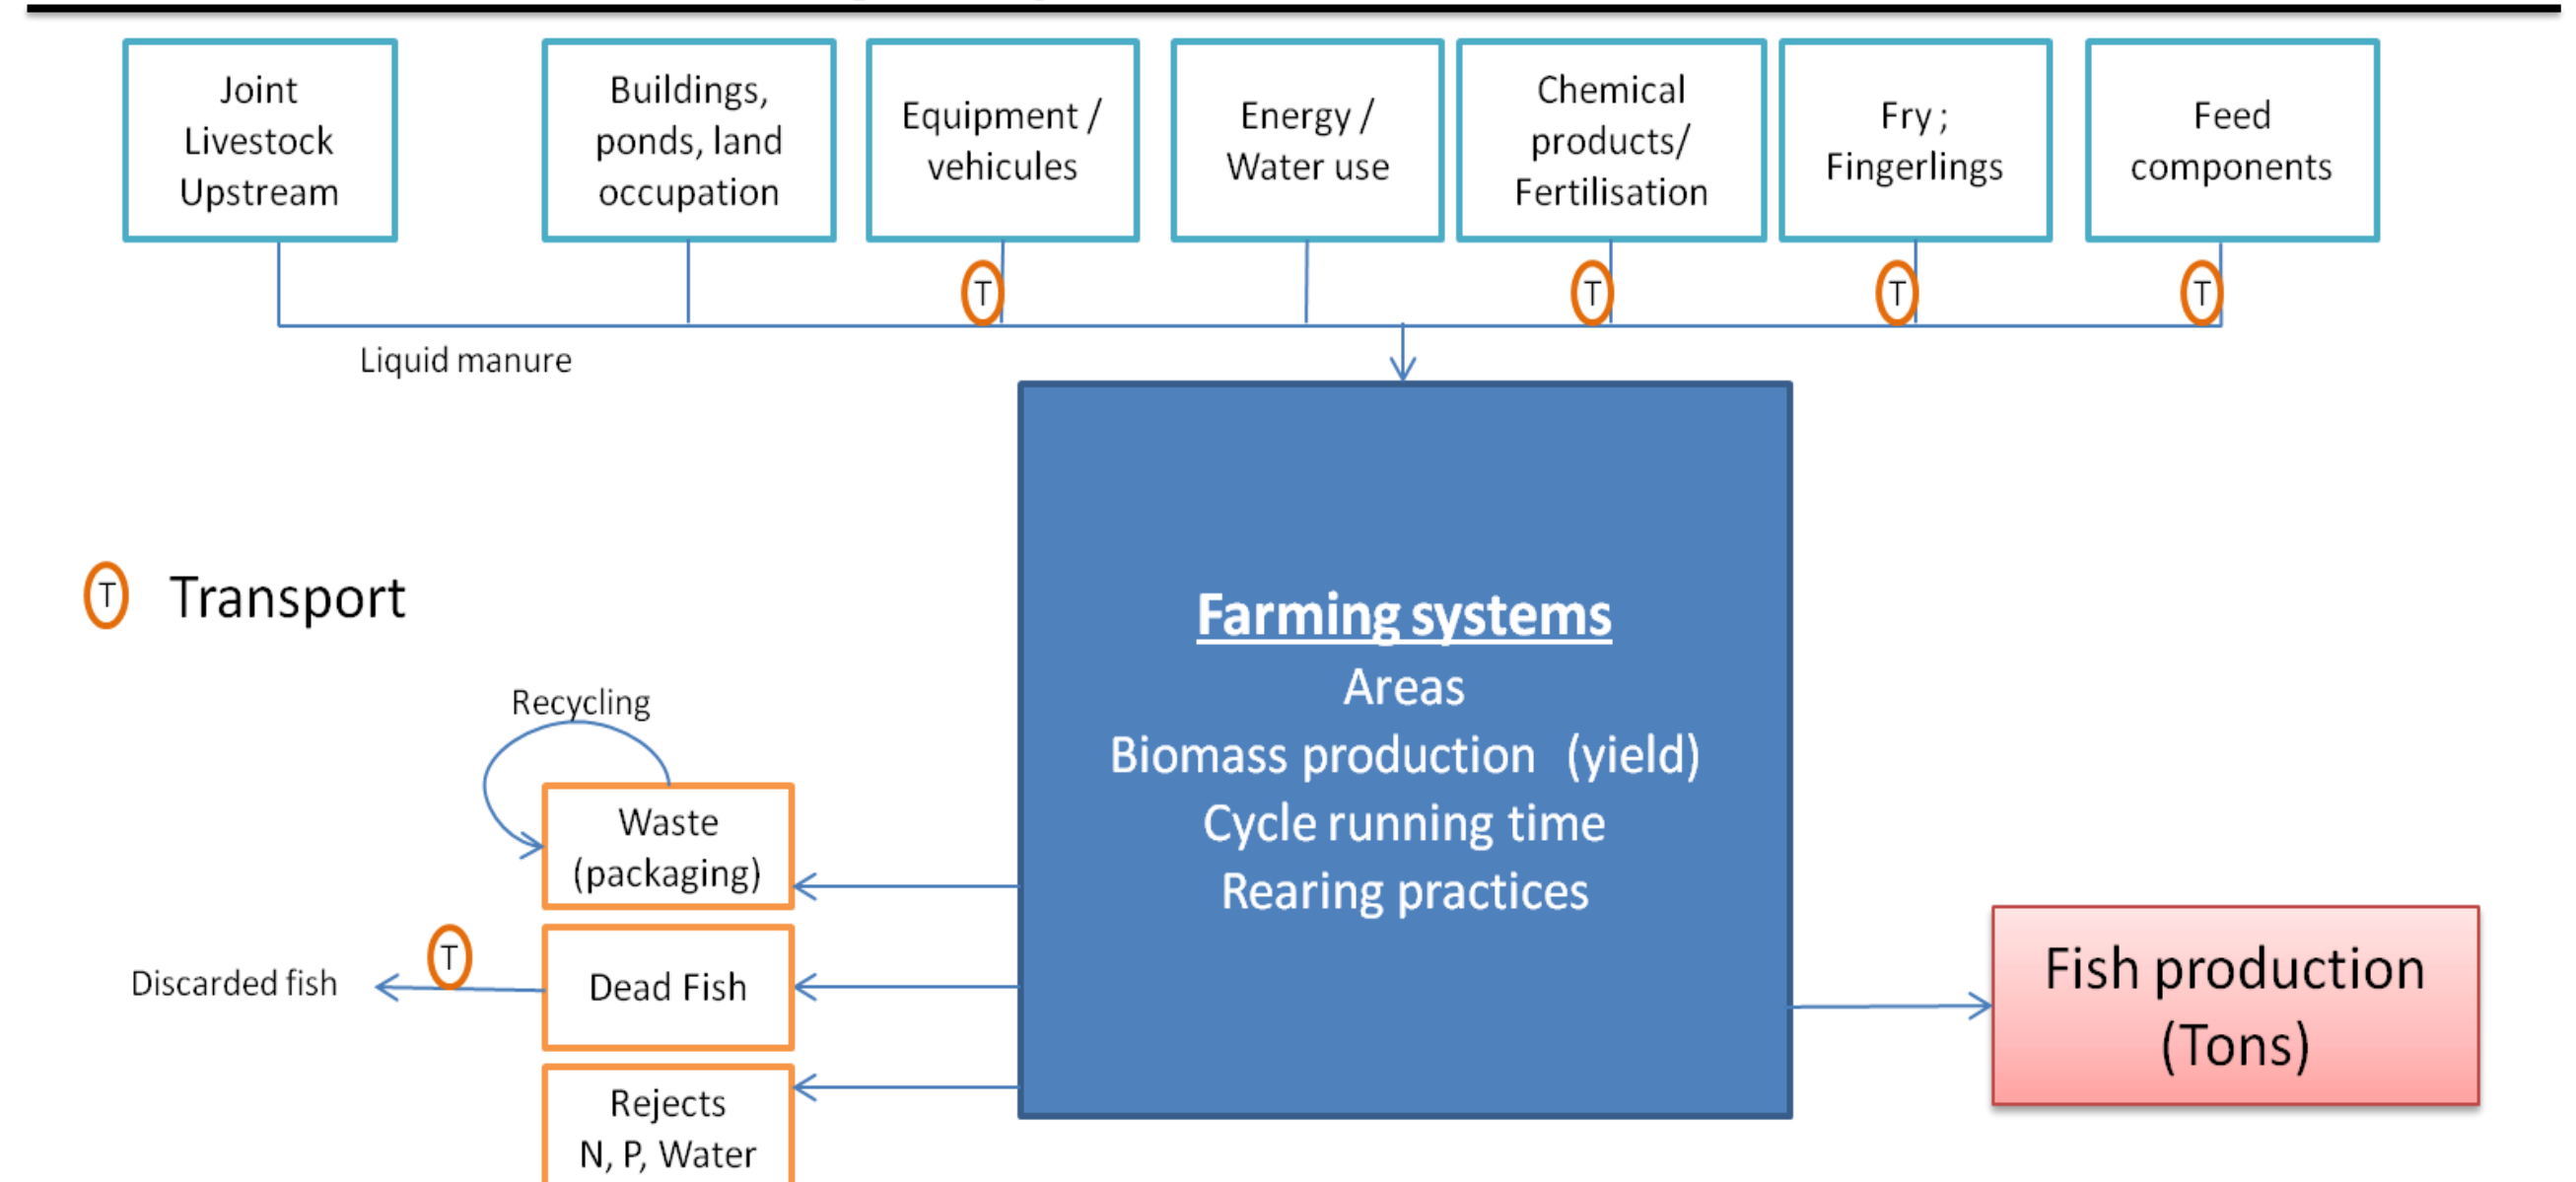 Joint
Livestock
Upstream
Buildings,
ponds, land
occupation
Equipment /
vehicules
Energy /
Water use
Chemical
products/
Fertilisation
Fry ;
Fingerlings
Feed
components
T
T
T
T
Liquid manure
T Transport
Farming systems
Areas
Biomass production (yield)
Cycle running time
Rearing practices
Recycling
Waste
(packaging)
T
Discarded fish
Dead Fish
Rejects
N, P, Water
Fish production
(Tons)